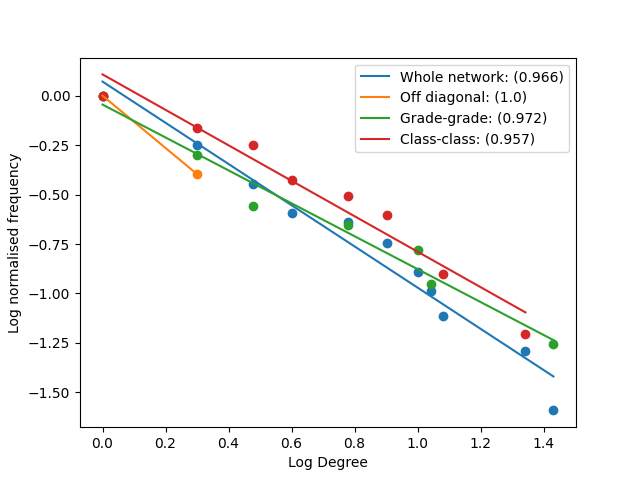 Whole network: (0.966)
Off diagonal: (1.0)
Grade-grade: (0.972)
Class-class: (0.957)
0.00
−0.25
−0.50
−0.75
−1.00
−1.25
−1.50
Log normalised frequency
0.0 0.2 0.4 0.6 0.8 1.0 1.2 1.4
Log Degree